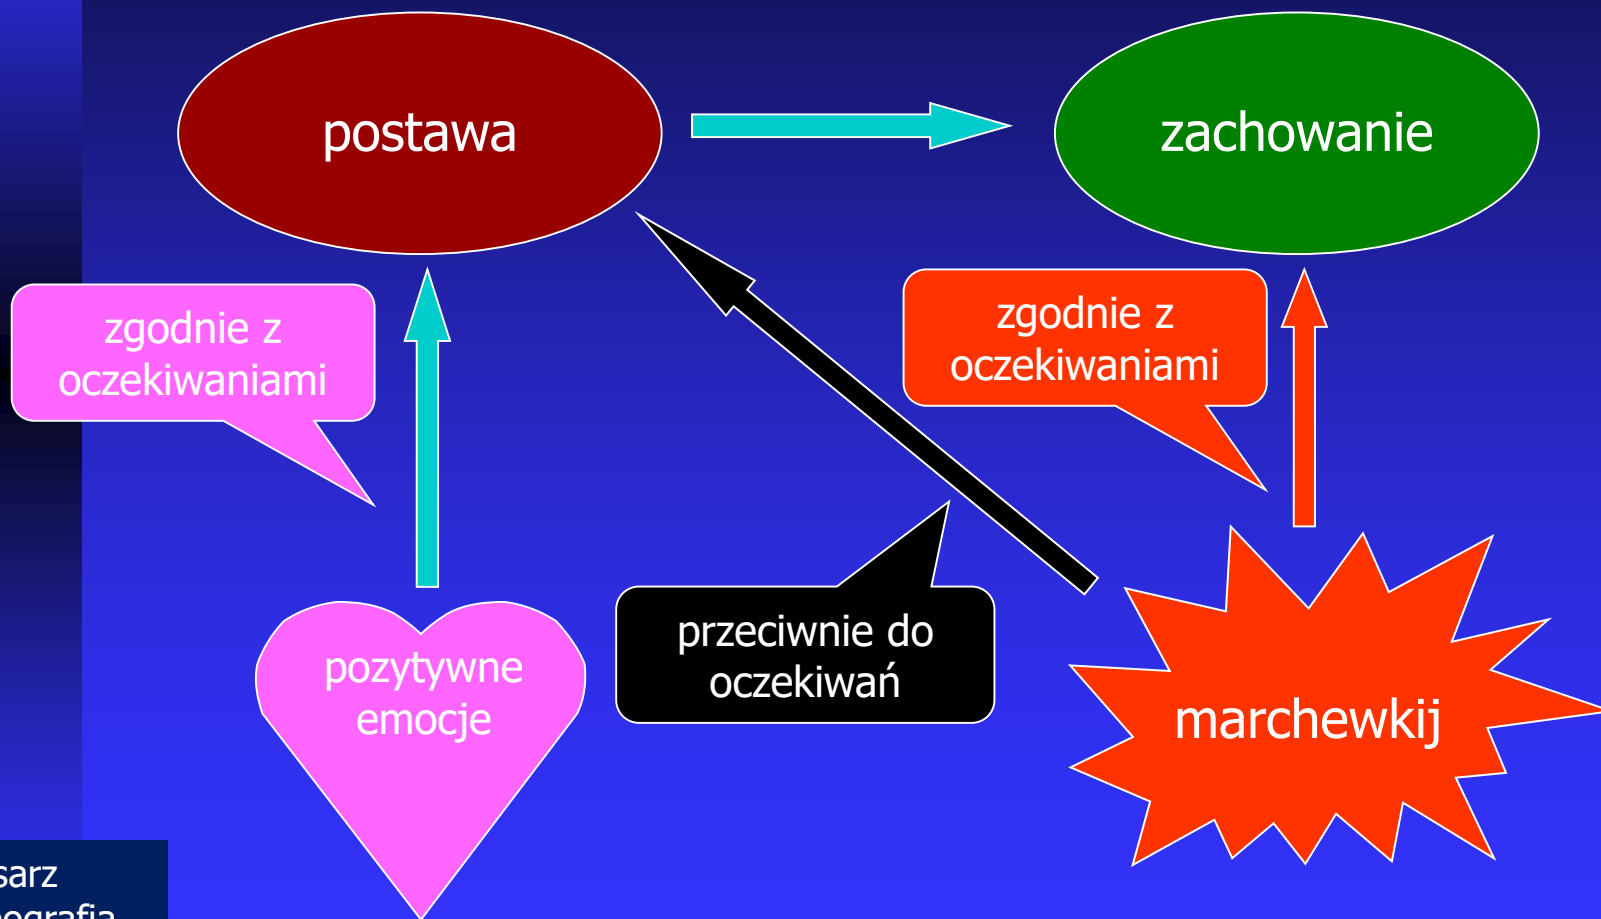 postawa
zachowanie
zgodnie z
oczekiwaniami
zgodnie z
oczekiwaniami
przeciwnie do
oczekiwań
pozytywne
emocje
marchewkij